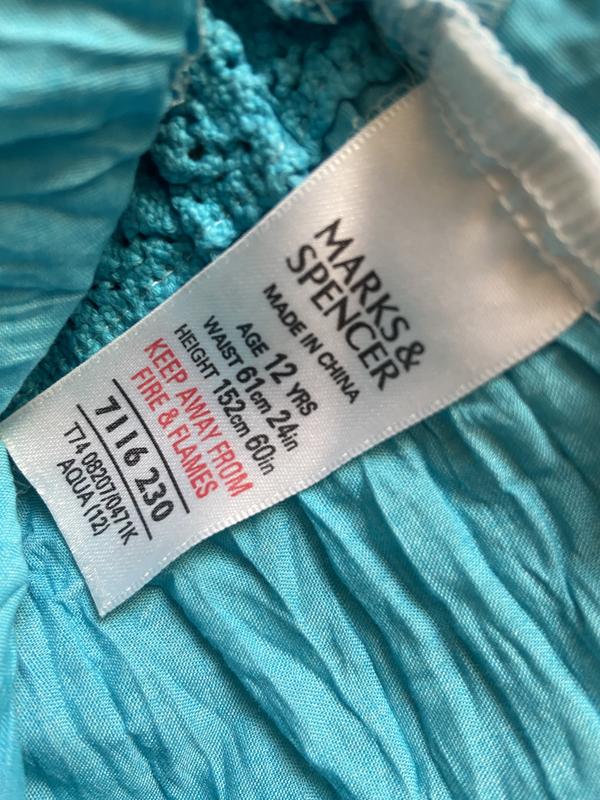 MARKS &
SPENCER
MADE IN CHINA
AGE 12 YRS
WAIST 61cm 24in
HEIGHT 152cm 60in
KEEP AWAY FROM
FIRE & FLAMES
7116 230
T74 08207/0471K
AQUA (12)